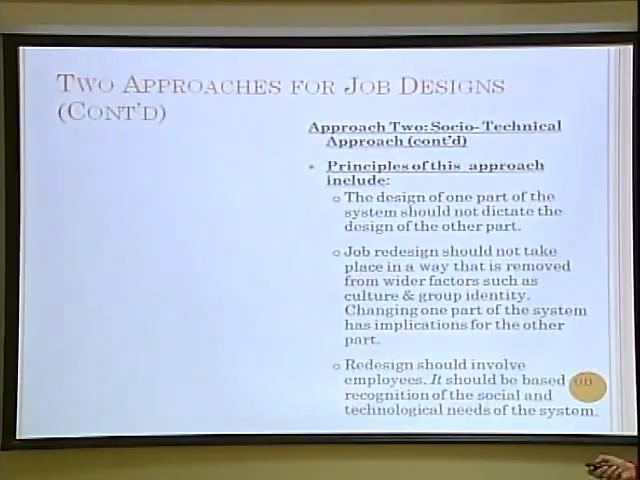 TWO APPROACHES FOR JOB DESIGNS
(CONT'D)
Approach Two: Socio-Technical
Approach (cont'd)
• Principles of this approach
include:
o The design of one part of the
system should not dictate the
design of the other part.
o Job redesign should not take
place in a way that is removed
from wider factors such as
culture & group identity.
Changing one part of the system
has implications for the other
part.
o Redesign should involve
employees. It should be based on
recognition of the social and
technological needs of the system.